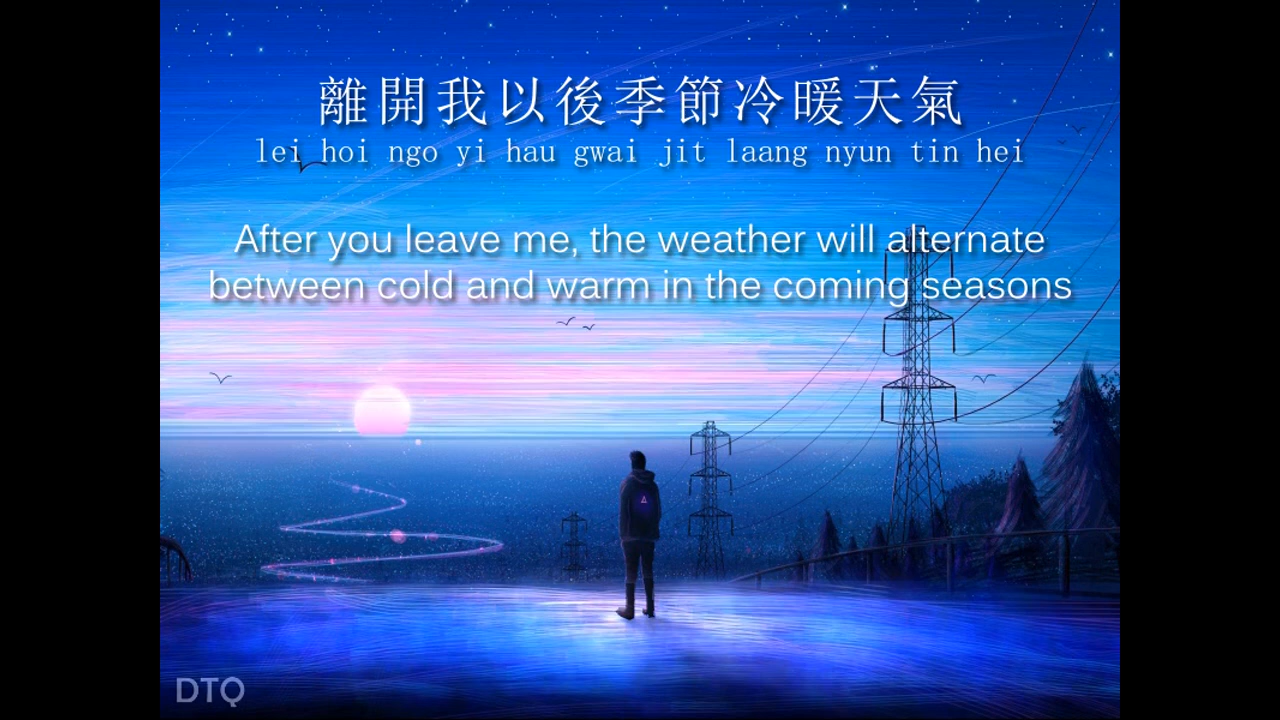 離開我以後季節冷暖天氣
lei hoi ngo yi hau gwai jit laang nyun tin hei
After you leave me, the weather will alternate
between cold and warm in the coming seasons
DTQ